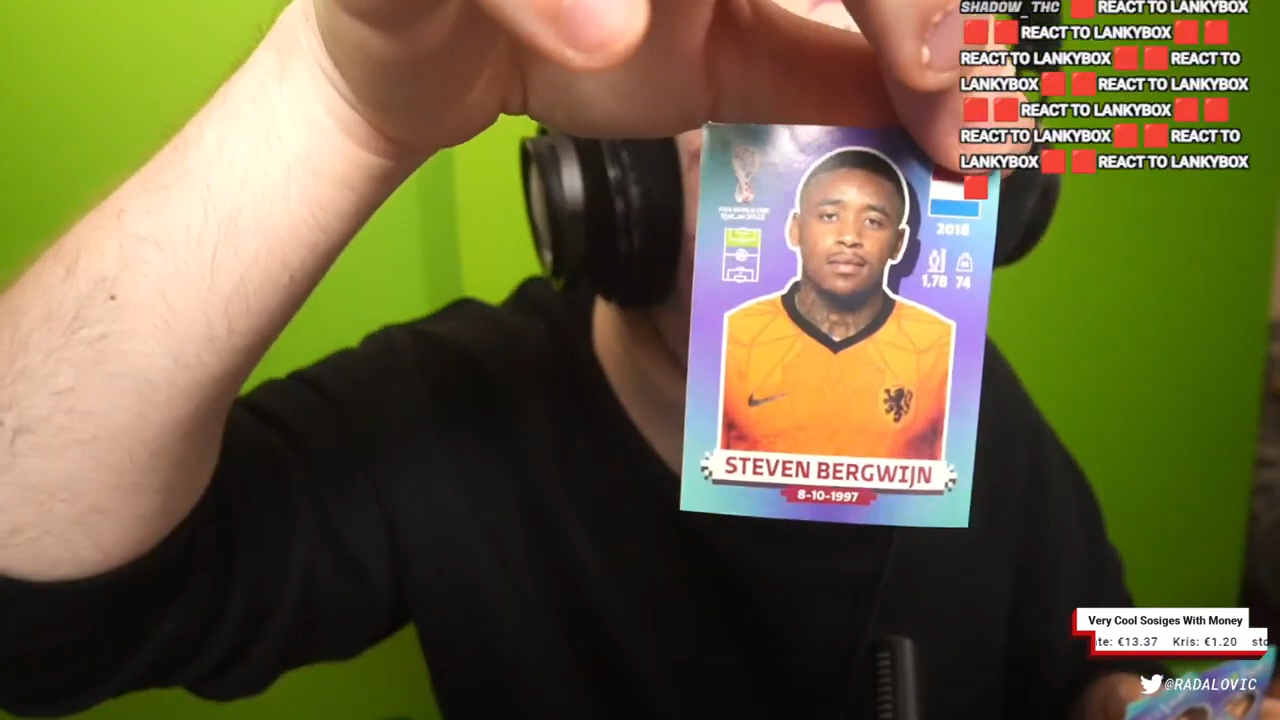 SHADOW_THC 🟥 REACT TO LANKYBOX
🟥 🟥 REACT TO LANKYBOX 🟥 🟥
REACT TO LANKYBOX 🟥 🟥 REACT TO
LANKYBOX 🟥 🟥 REACT TO LANKYBOX
🟥 🟥 REACT TO LANKYBOX 🟥 🟥
REACT TO LANKYBOX 🟥 🟥 REACT TO
LANKYBOX 🟥 🟥 REACT TO LANKYBOX
🟥
FIFA WORLD CUP
Qatar2022
2018
1,78 74
STEVEN BERGWIJN
8-10-1997
Very Cool Sosiges With Money
€13.37 Kris: €1.20
@RADALOVIC